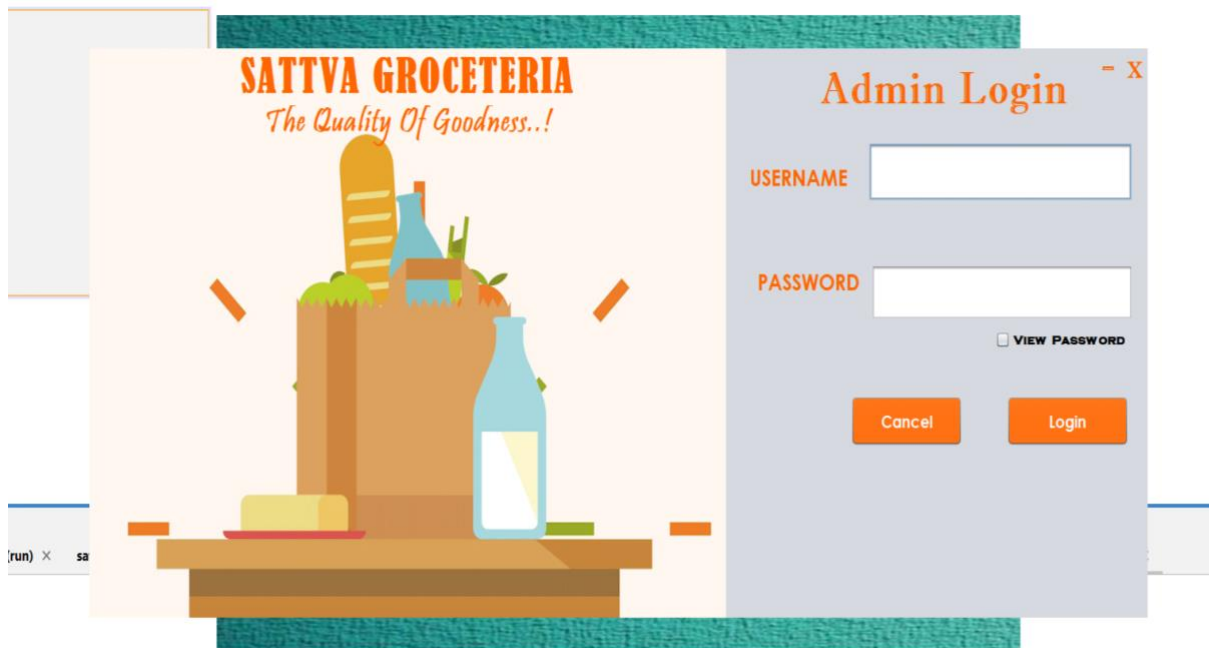 SATTVA GROCETERIA
The Quality Of Goodness..!
Admin Login
- X
USERNAME
PASSWORD
VIEW PASSWORD
Cancel
Login
(run) × sa